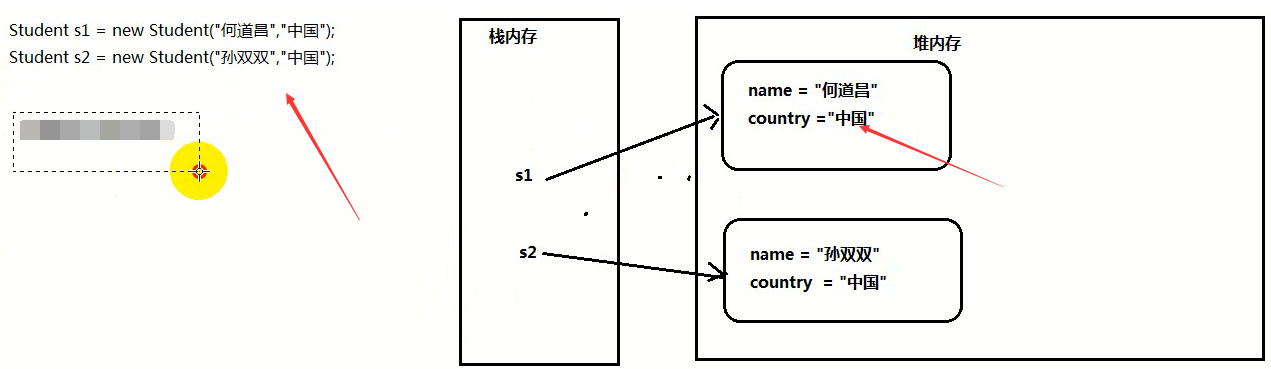 Student s1 = new Student("何道昌","中国");
Student s2 = new Student("孙双双","中国");
栈内存
s1
s2
堆内存
name = "何道昌"
country ="中国"
name = "孙双双"
country = "中国"